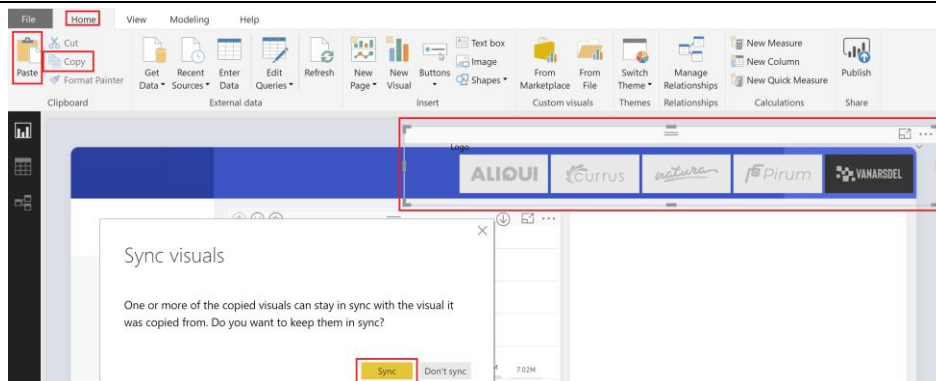 File Home View Modeling Help
Paste
Cut
Copy
Format Painter
Clipboard
Get Data
Recent Sources
Enter Data
Edit Queries
Refresh
External data
New Page
New Visual
Buttons
Text box
Image
Shapes
Insert
From Marketplace
From File
Custom visuals
Switch Theme
Themes
Manage Relationships
Relationships
New Measure
New Column
New Quick Measure
Calculations
Publish
Share
Logo
ALIQUI currus natura Pirum VANARSDEL
Sync visuals
One or more of the copied visuals can stay in sync with the visual it
was copied from. Do you want to keep them in sync?
Sync Don't sync
7.02M